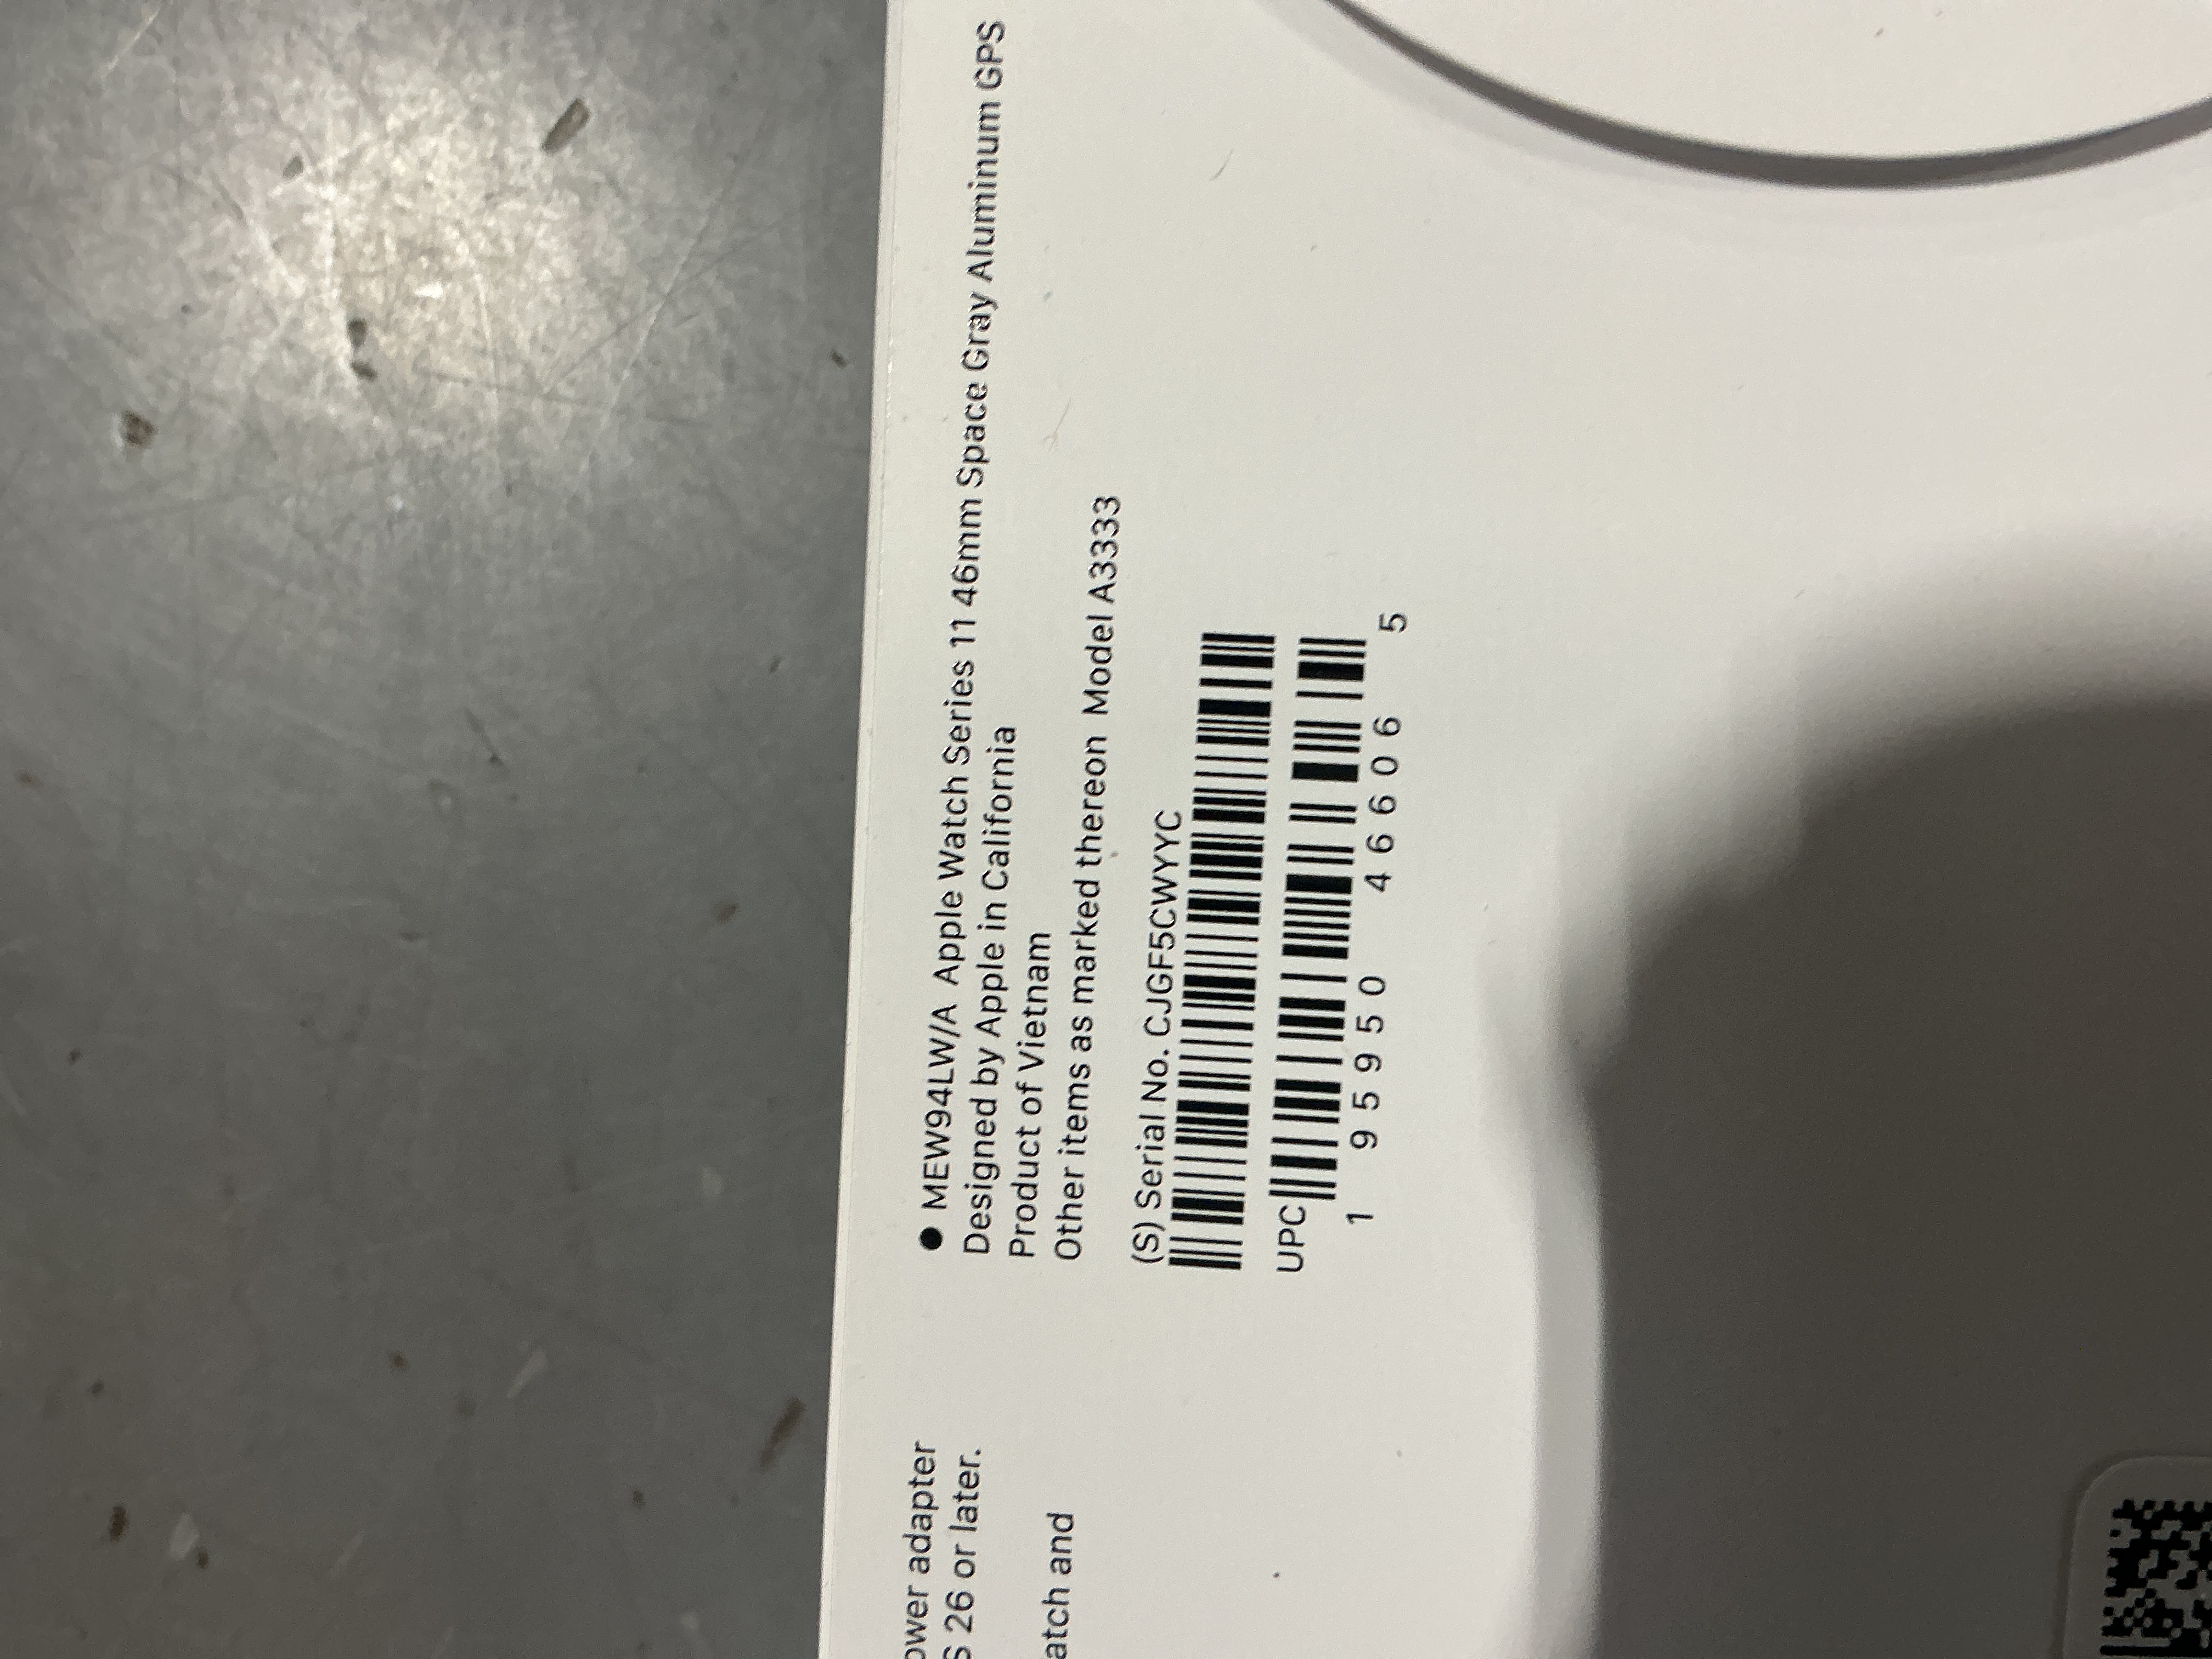 ● MEW94LW/A Apple Watch Series 11 46mm Space Gray Aluminum GPS
Designed by Apple in California
Product of Vietnam
Other items as marked thereon Model A3333
(S) Serial No. CJGF5CWYYC
UPC
1 95950 46606 5
ower adapter
S 26 or later.
atch and